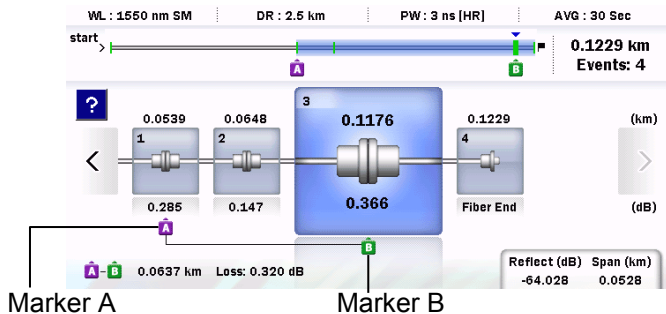 WL : 1550 nm SM DR : 2.5 km PW : 3 ns [HR] AVG : 30 Sec
start
0.1229 km
Events: 4
A B
?
0.0539 0.0648 3 0.1176 0.1229 (km)
1 2 4
0.285 0.147 0.366 Fiber End (dB)
A
B
A - B 0.0637 km Loss: 0.320 dB
Reflect (dB) Span (km)
-64.028 0.0528
Marker A Marker B